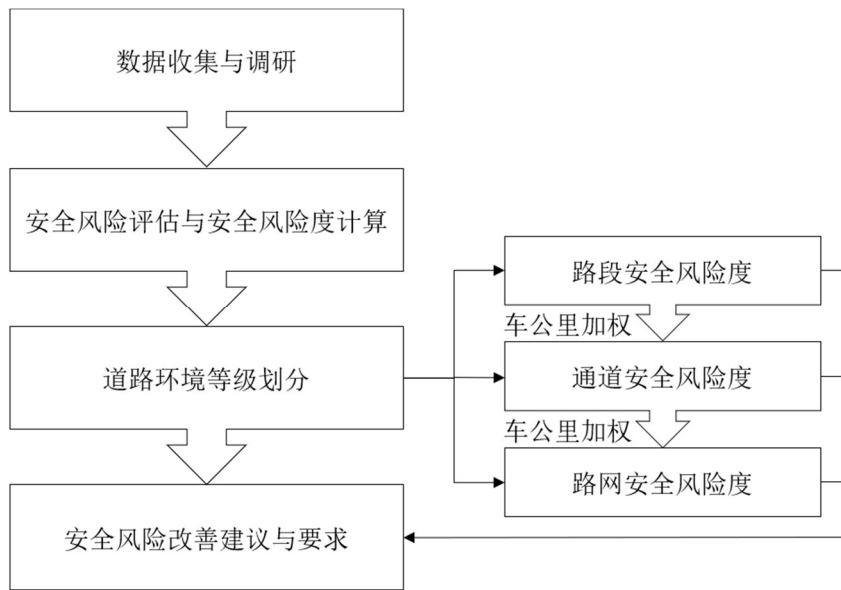 数据收集与调研
安全风险评估与安全风险度计算
道路环境等级划分
安全风险改善建议与要求
路段安全风险度
车公里加权
通道安全风险度
车公里加权
路网安全风险度